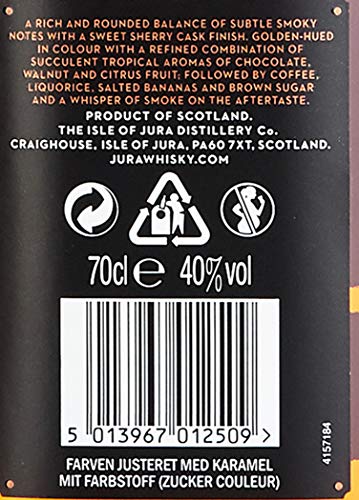 A RICH AND ROUNDED BALANCE OF SUBTLE SMOKY
NOTES WITH A SWEET SHERRY CASK FINISH. GOLDEN-HUED
IN COLOUR WITH A REFINED COMBINATION OF
SUCCULENT TROPICAL AROMAS OF CHOCOLATE,
WALNUT AND CITRUS FRUIT; FOLLOWED BY COFFEE,
LIQUORICE, SALTED BANANAS AND BROWN SUGAR
AND A WHISPER OF SMOKE ON THE AFTERTASTE.
PRODUCT OF SCOTLAND.
THE ISLE OF JURA DISTILLERY Co.
CRAIGHOUSE, ISLE OF JURA, PA60 7XT, SCOTLAND.
JURAWHISKY.COM
70cl e 40%vol
5 013967 012509 >
4157184
FARVEN JUSTERET MED KARAMEL
MIT FARBSTOFF (ZUCKER COULEUR)